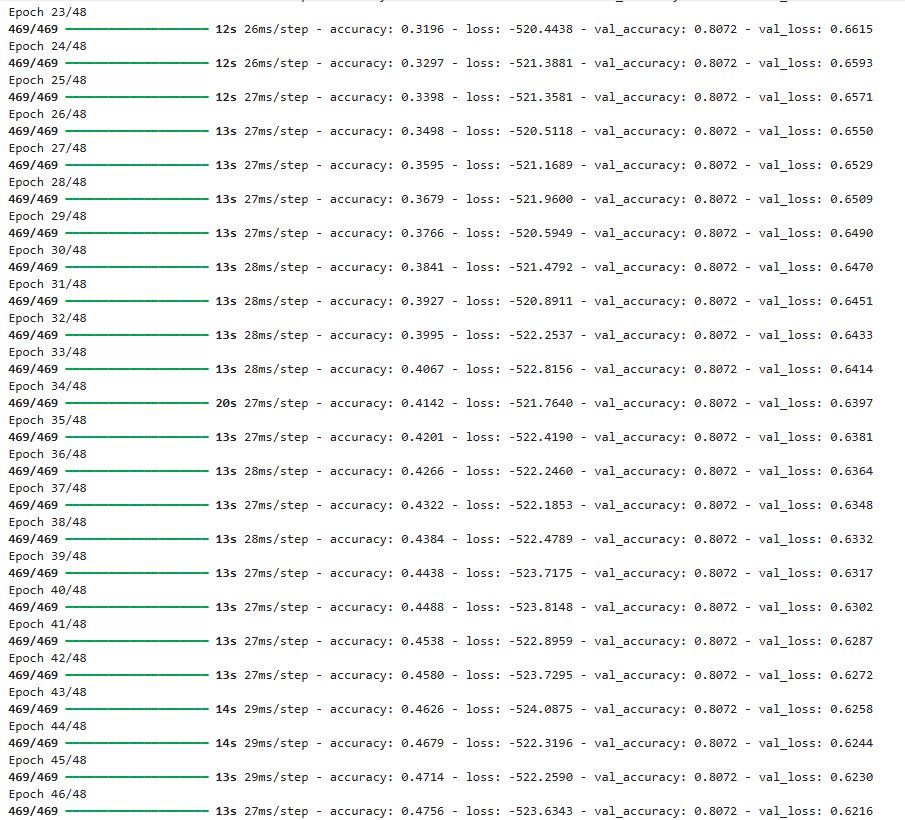 Epoch 23/48
469/469 ━━━━━━━━━━━━━━━━━━━━ 12s 26ms/step - accuracy: 0.3196 - loss: -520.4438 - val_accuracy: 0.8072 - val_loss: 0.6615
Epoch 24/48
469/469 ━━━━━━━━━━━━━━━━━━━━ 12s 26ms/step - accuracy: 0.3297 - loss: -521.3881 - val_accuracy: 0.8072 - val_loss: 0.6593
Epoch 25/48
469/469 ━━━━━━━━━━━━━━━━━━━━ 12s 27ms/step - accuracy: 0.3398 - loss: -521.3581 - val_accuracy: 0.8072 - val_loss: 0.6571
Epoch 26/48
469/469 ━━━━━━━━━━━━━━━━━━━━ 13s 27ms/step - accuracy: 0.3498 - loss: -520.5118 - val_accuracy: 0.8072 - val_loss: 0.6550
Epoch 27/48
469/469 ━━━━━━━━━━━━━━━━━━━━ 13s 27ms/step - accuracy: 0.3595 - loss: -521.1689 - val_accuracy: 0.8072 - val_loss: 0.6529
Epoch 28/48
469/469 ━━━━━━━━━━━━━━━━━━━━ 13s 27ms/step - accuracy: 0.3679 - loss: -521.9600 - val_accuracy: 0.8072 - val_loss: 0.6509
Epoch 29/48
469/469 ━━━━━━━━━━━━━━━━━━━━ 13s 27ms/step - accuracy: 0.3766 - loss: -520.5949 - val_accuracy: 0.8072 - val_loss: 0.6490
Epoch 30/48
469/469 ━━━━━━━━━━━━━━━━━━━━ 13s 28ms/step - accuracy: 0.3841 - loss: -521.4792 - val_accuracy: 0.8072 - val_loss: 0.6470
Epoch 31/48
469/469 ━━━━━━━━━━━━━━━━━━━━ 13s 28ms/step - accuracy: 0.3927 - loss: -520.8911 - val_accuracy: 0.8072 - val_loss: 0.6451
Epoch 32/48
469/469 ━━━━━━━━━━━━━━━━━━━━ 13s 28ms/step - accuracy: 0.3995 - loss: -522.2537 - val_accuracy: 0.8072 - val_loss: 0.6433
Epoch 33/48
469/469 ━━━━━━━━━━━━━━━━━━━━ 13s 28ms/step - accuracy: 0.4067 - loss: -522.8156 - val_accuracy: 0.8072 - val_loss: 0.6414
Epoch 34/48
469/469 ━━━━━━━━━━━━━━━━━━━━ 20s 27ms/step - accuracy: 0.4142 - loss: -521.7640 - val_accuracy: 0.8072 - val_loss: 0.6397
Epoch 35/48
469/469 ━━━━━━━━━━━━━━━━━━━━ 13s 27ms/step - accuracy: 0.4201 - loss: -522.4190 - val_accuracy: 0.8072 - val_loss: 0.6381
Epoch 36/48
469/469 ━━━━━━━━━━━━━━━━━━━━ 13s 28ms/step - accuracy: 0.4266 - loss: -522.2460 - val_accuracy: 0.8072 - val_loss: 0.6364
Epoch 37/48
469/469 ━━━━━━━━━━━━━━━━━━━━ 13s 27ms/step - accuracy: 0.4322 - loss: -522.1853 - val_accuracy: 0.8072 - val_loss: 0.6348
Epoch 38/48
469/469 ━━━━━━━━━━━━━━━━━━━━ 13s 28ms/step - accuracy: 0.4384 - loss: -522.4789 - val_accuracy: 0.8072 - val_loss: 0.6332
Epoch 39/48
469/469 ━━━━━━━━━━━━━━━━━━━━ 13s 27ms/step - accuracy: 0.4438 - loss: -523.7175 - val_accuracy: 0.8072 - val_loss: 0.6317
Epoch 40/48
469/469 ━━━━━━━━━━━━━━━━━━━━ 13s 27ms/step - accuracy: 0.4488 - loss: -523.8148 - val_accuracy: 0.8072 - val_loss: 0.6302
Epoch 41/48
469/469 ━━━━━━━━━━━━━━━━━━━━ 13s 27ms/step - accuracy: 0.4538 - loss: -522.8959 - val_accuracy: 0.8072 - val_loss: 0.6287
Epoch 42/48
469/469 ━━━━━━━━━━━━━━━━━━━━ 13s 27ms/step - accuracy: 0.4580 - loss: -523.7295 - val_accuracy: 0.8072 - val_loss: 0.6272
Epoch 43/48
469/469 ━━━━━━━━━━━━━━━━━━━━ 14s 29ms/step - accuracy: 0.4626 - loss: -524.0875 - val_accuracy: 0.8072 - val_loss: 0.6258
Epoch 44/48
469/469 ━━━━━━━━━━━━━━━━━━━━ 14s 29ms/step - accuracy: 0.4679 - loss: -522.3196 - val_accuracy: 0.8072 - val_loss: 0.6244
Epoch 45/48
469/469 ━━━━━━━━━━━━━━━━━━━━ 13s 29ms/step - accuracy: 0.4714 - loss: -522.2590 - val_accuracy: 0.8072 - val_loss: 0.6230
Epoch 46/48
469/469 ━━━━━━━━━━━━━━━━━━━━ 13s 27ms/step - accuracy: 0.4756 - loss: -523.6343 - val_accuracy: 0.8072 - val_loss: 0.6216